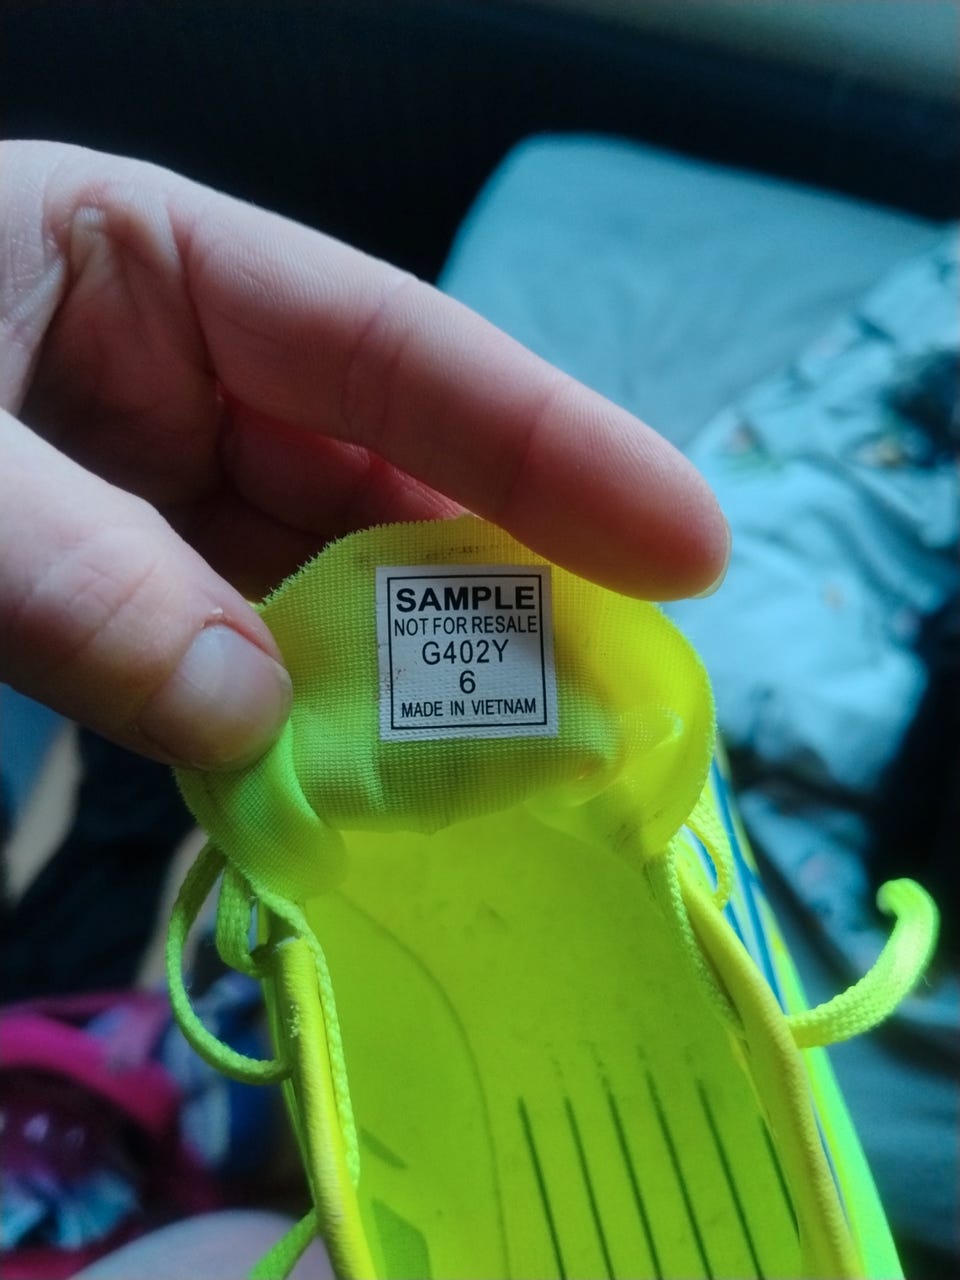 SAMPLE
NOT FOR RESALE
G402Y
6
MADE IN VIETNAM